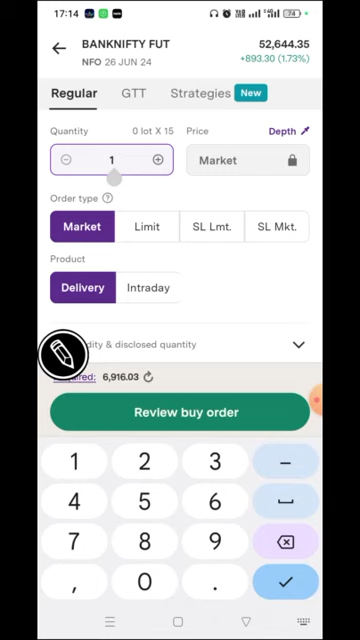 17:14
74
BANKNIFTY FUT
52,644.35
NFO 26 JUN 24
+893.30 (1.73%)
Regular
GTT
Strategies
New
Quantity
0 lot X 15
Price
Depth
1
Market
Order type
Market
Limit
SL Lmt.
SL Mkt.
Product
Delivery
Intraday
& disclosed quantity
6,916.03
Review buy order
1
2
3
–
4
5
6
7
8
9
,
0
.